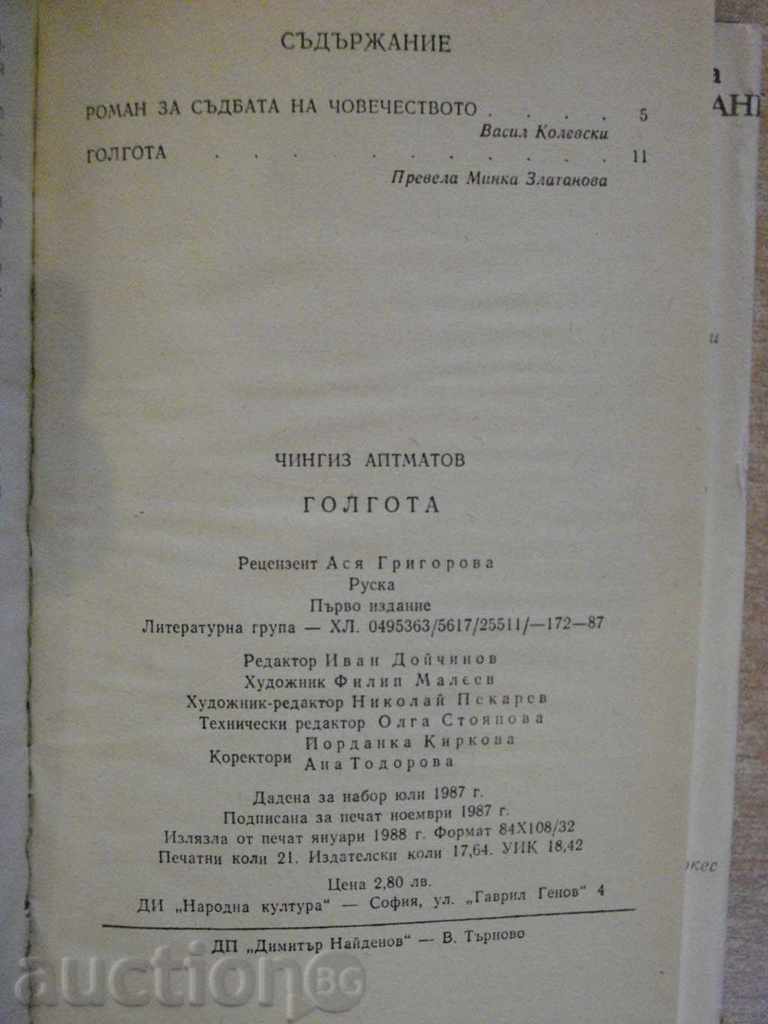 СЪДЪРЖАНИЕ
РОМАН ЗА СЪДБАТА НА ЧОВЕЧЕСТВОТО . . . . 5
Васил Колевски
ГОЛГОТА . . . . . . . . . . 11
Превела Минка Златанова
ЧИНГИЗ АПТМАТОВ
ГОЛГОТА
Рецензент Ася Григорова
Руска
Първо издание
Литературна група — ХЛ. 0495363/5617/25511/—172—87
Редактор Иван Дойчинов
Художник Филип Малеев
Художник-редактор Николай Пекарев
Технически редактор Олга Стоянова
Коректори Йорданка Киркова
Ана Тодорова
Дадена за набор юли 1987 г.
Подписана за печат ноември 1987 г.
Излязла от печат януари 1988 г. Формат 84X108/32
Печатни коли 21. Издателски коли 17,64. УИК 18,42
Цена 2,80 лв.
ДИ „Народна култура“ — София, ул. „Гаврил Генов“ 4
ДП „Димитър Найденов“ — В. Търново
auction BG